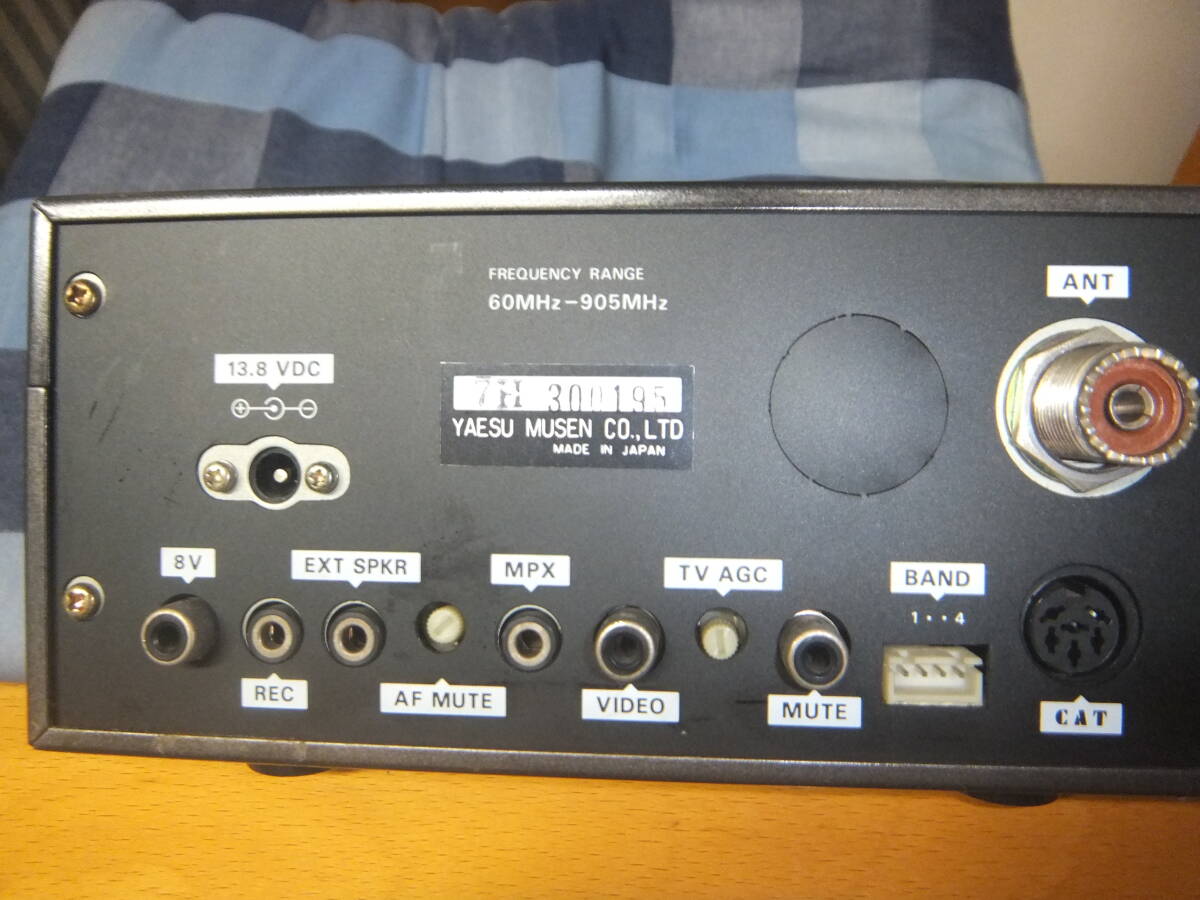 FREQUENCY RANGE
60MHz–905MHz
ANT
13.8 VDC
7H 300195
YAESU MUSEN CO.,LTD
MADE IN JAPAN
8V
EXT SPKR
MPX
TV AGC
BAND
1··4
REC
AF MUTE
VIDEO
MUTE
CAT